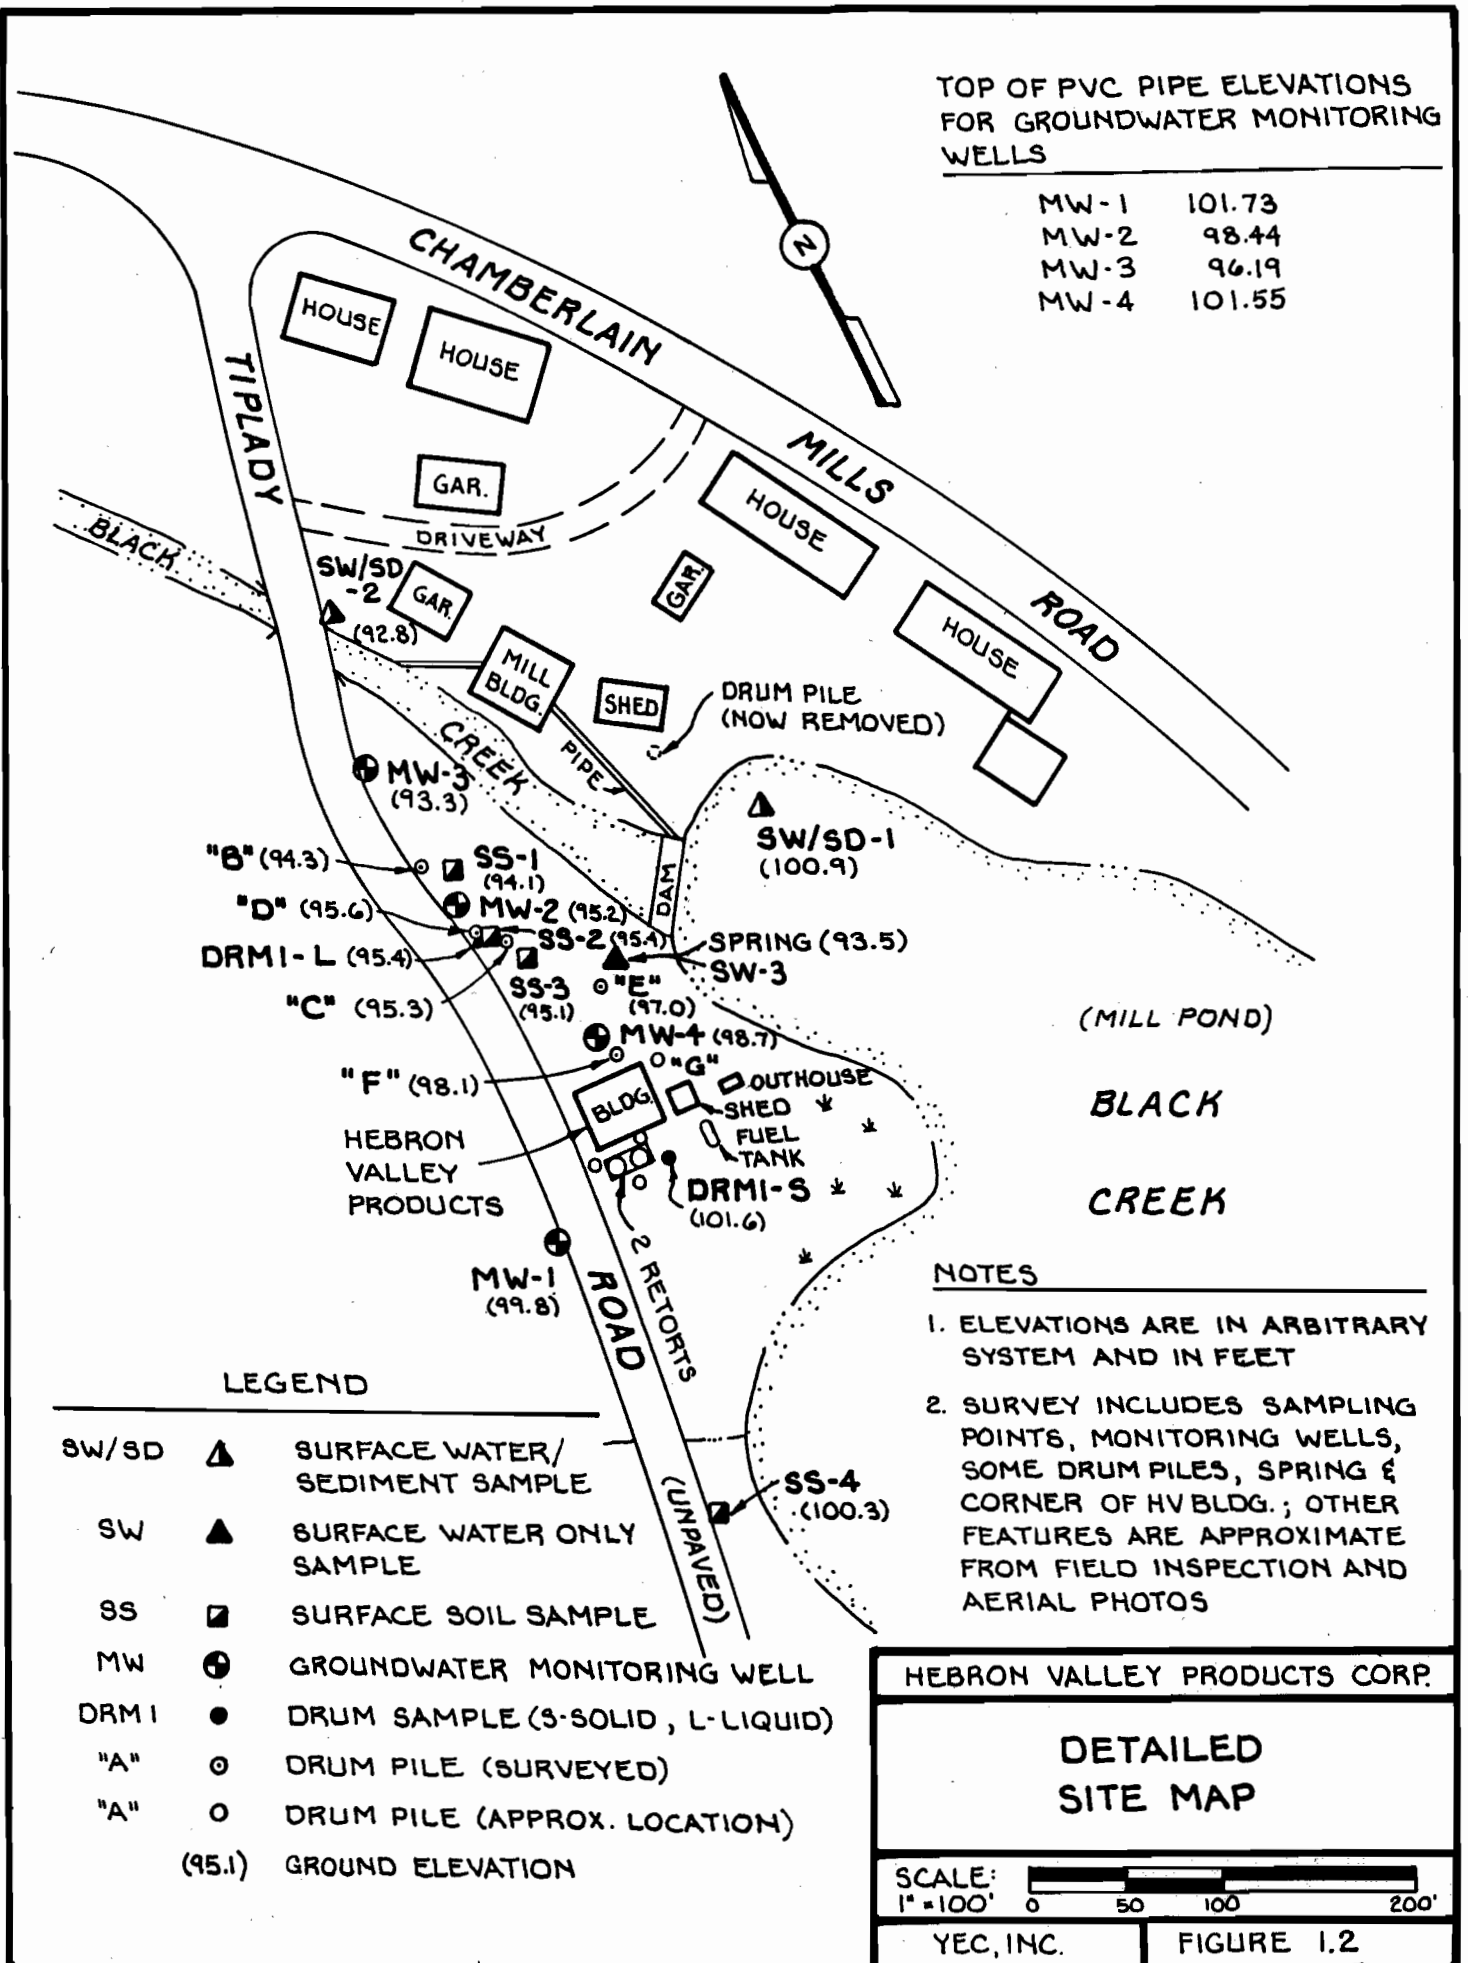 TOP OF PVC PIPE ELEVATIONS
FOR GROUNDWATER MONITORING
WELLS
MW-1 101.73
MW-2 98.44
MW-3 96.19
MW-4 101.55
N
CHAMBERLAIN
MILLS
ROAD
HOUSE
HOUSE
TIPLADY
GAR.
DRIVEWAY
HOUSE
BLACK
SW/SD
-2
(92.8)
GAR.
GAR.
HOUSE
MILL
BLDG.
SHED
DRUM PILE
(NOW REMOVED)
CREEK
PIPE
MW-3
(93.3)
SW/SD-1
(100.9)
"B" (94.3)
SS-1
(94.1)
DAM
"D" (95.6)
MW-2 (95.2)
DRM1-L (95.4)
SS-2 (95.4)
SPRING (93.5)
SW-3
"C" (95.3)
SS-3
(95.1)
"E"
(97.0)
MW-4 (98.7)
(MILL POND)
"F" (98.1)
"G"
OUTHOUSE
BLDG.
SHED
BLACK
HEBRON
VALLEY
PRODUCTS
FUEL
TANK
DRM1-S
(101.6)
CREEK
2 RETORTS
MW-1
(99.8)
ROAD
(UNPAVED)
SS-4
(100.3)
NOTES
1. ELEVATIONS ARE IN ARBITRARY
SYSTEM AND IN FEET
2. SURVEY INCLUDES SAMPLING
POINTS, MONITORING WELLS,
SOME DRUM PILES, SPRING &
CORNER OF HV BLDG.; OTHER
FEATURES ARE APPROXIMATE
FROM FIELD INSPECTION AND
AERIAL PHOTOS
LEGEND
SW/SD SURFACE WATER/
SEDIMENT SAMPLE
SW SURFACE WATER ONLY
SAMPLE
SS SURFACE SOIL SAMPLE
MW GROUNDWATER MONITORING WELL
DRM1 DRUM SAMPLE (S-SOLID, L-LIQUID)
"A" DRUM PILE (SURVEYED)
"A" DRUM PILE (APPROX. LOCATION)
(95.1) GROUND ELEVATION
HEBRON VALLEY PRODUCTS CORP.
DETAILED
SITE MAP
SCALE:
1"=100' 0 50 100 200'
YEC, INC. FIGURE 1.2